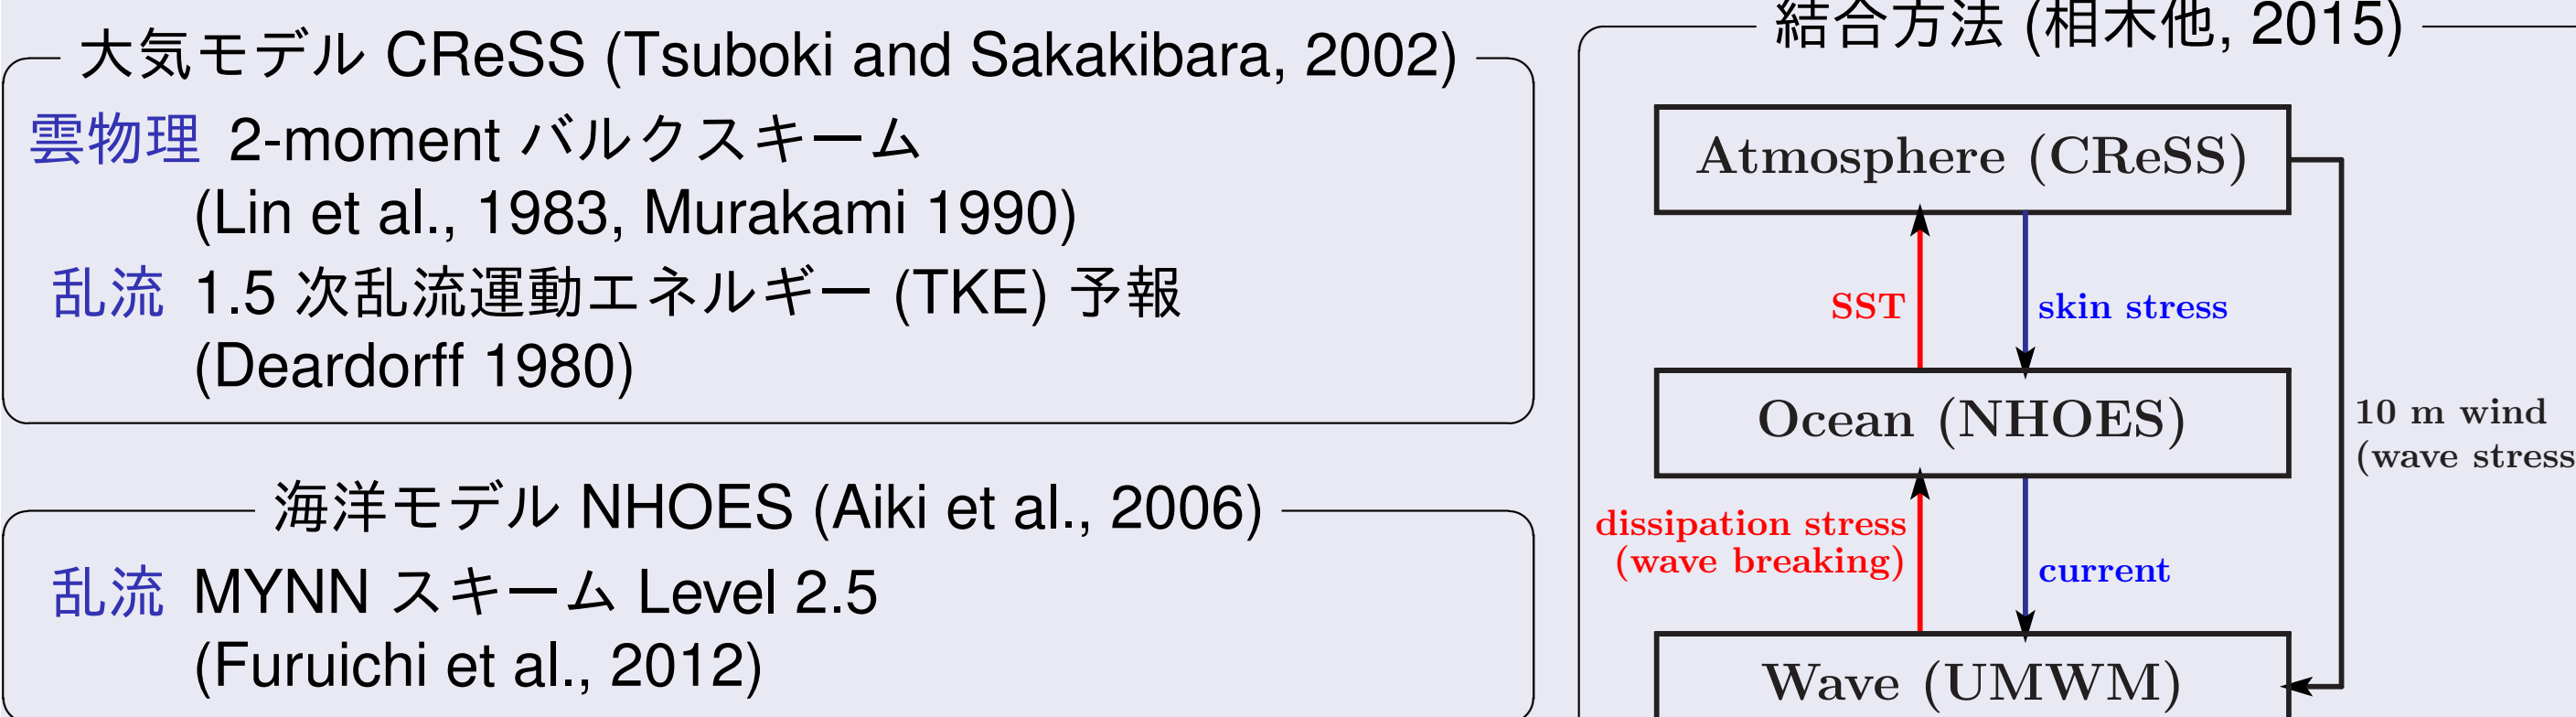 大気モデル CReSS (Tsuboki and Sakakibara, 2002)
雲物理 2-moment バルクスキーム
(Lin et al., 1983, Murakami 1990)
乱流 1.5 次乱流運動エネルギー (TKE) 予報
(Deardorff 1980)
海洋モデル NHOES (Aiki et al., 2006)
乱流 MYNN スキーム Level 2.5
(Furuichi et al., 2012)
結合方法 (相木他, 2015)
Atmosphere (CReSS)
SST
skin stress
Ocean (NHOES)
10 m wind
(wave stress
dissipation stress
(wave breaking)
current
Wave (UMWM)